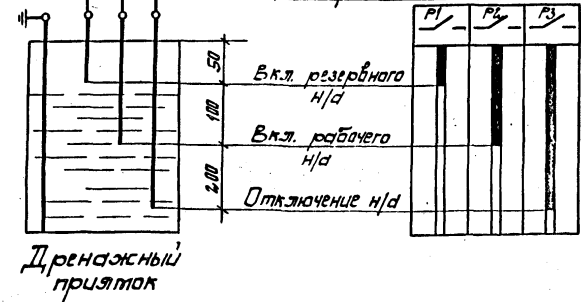 Р1 Р2 Р3
50
Вкл. резервного
н/д
100
Вкл. рабочего
н/д
200
Отключение н/д
Дренажный
приямок